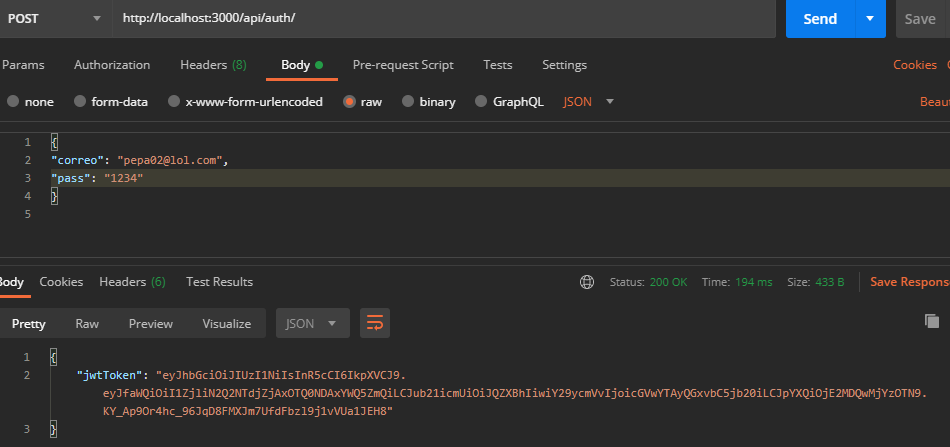 POST http://localhost:3000/api/auth/ Send Save
Params Authorization Headers (8) Body Pre-request Script Tests Settings Cookies
none form-data x-www-form-urlencoded raw binary GraphQL JSON Beau
1 {
2 "correo": "pepa02@lol.com",
3 "pass": "1234"
4 }
5
Body Cookies Headers (6) Test Results Status: 200 OK Time: 194 ms Size: 433 B Save Respons
Pretty Raw Preview Visualize JSON
1 {
2 "jwtToken": "eyJhbGciOiJIUzI1NiIsInR5cCI6IkpXVCJ9.
eyJfaWQiOiI1ZjliN2Q2NTdjZjAxOTQ0NDAxYWQ5ZmQiLCJub21icmUiOiJQZXBhIiwiY29ycmVvIjoicGVwYTAyQGxvbC5jb20iLCJpYXQiOjE2MDQwMjYzOTN9.
KY_Ap9Or4hc_96JqD8FMXJm7UfdFbzl9j1vVUa1JEH8"
3 }